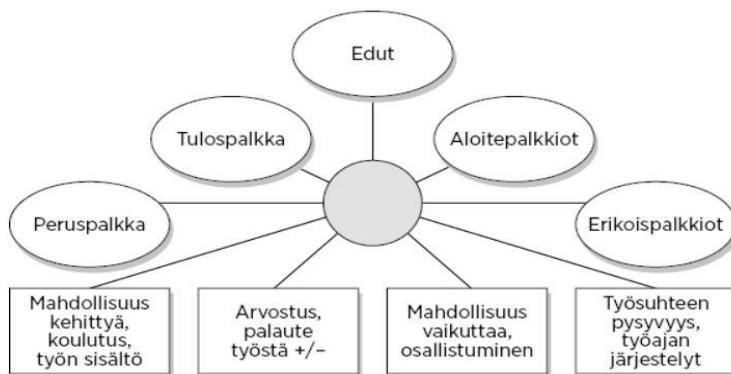 Edut
Tulospalkka
Aloitepalkkiot
Peruspalkka
Erikoispalkkiot
Mahdollisuus
kehittyä,
koulutus,
työn sisältö
Arvostus,
palaute
työstä +/–
Mahdollisuus
vaikuttaa,
osallistuminen
Työsuhteen
pysyvyys,
työajan
järjestelyt